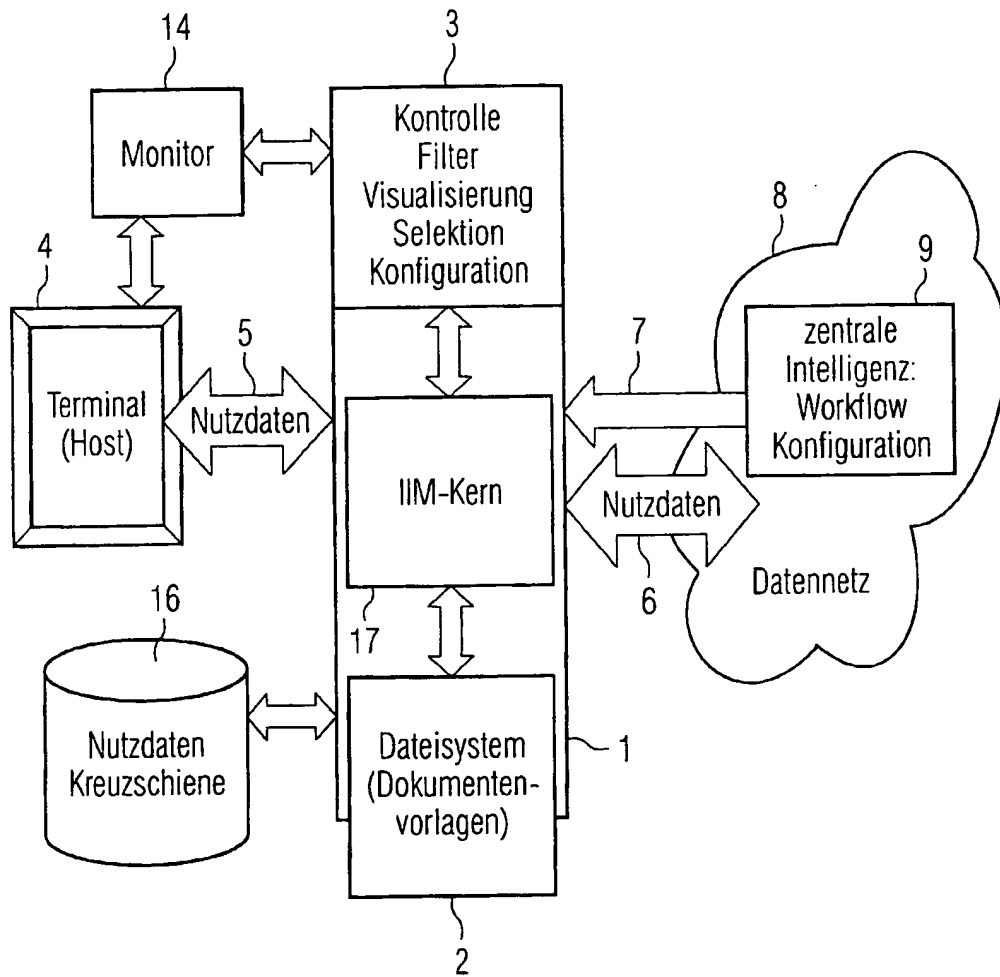 14
3
Monitor
Kontrolle
Filter
Visualisierung
Selektion
Konfiguration
8
9
4
5
7
zentrale
Intelligenz:
Workflow
Konfiguration
Terminal
(Host)
Nutzdaten
IIM-Kern
Nutzdaten
6
Datennetz
16
17
Nutzdaten
Kreuzschiene
Dateisystem
(Dokumenten-
vorlagen)
1
2